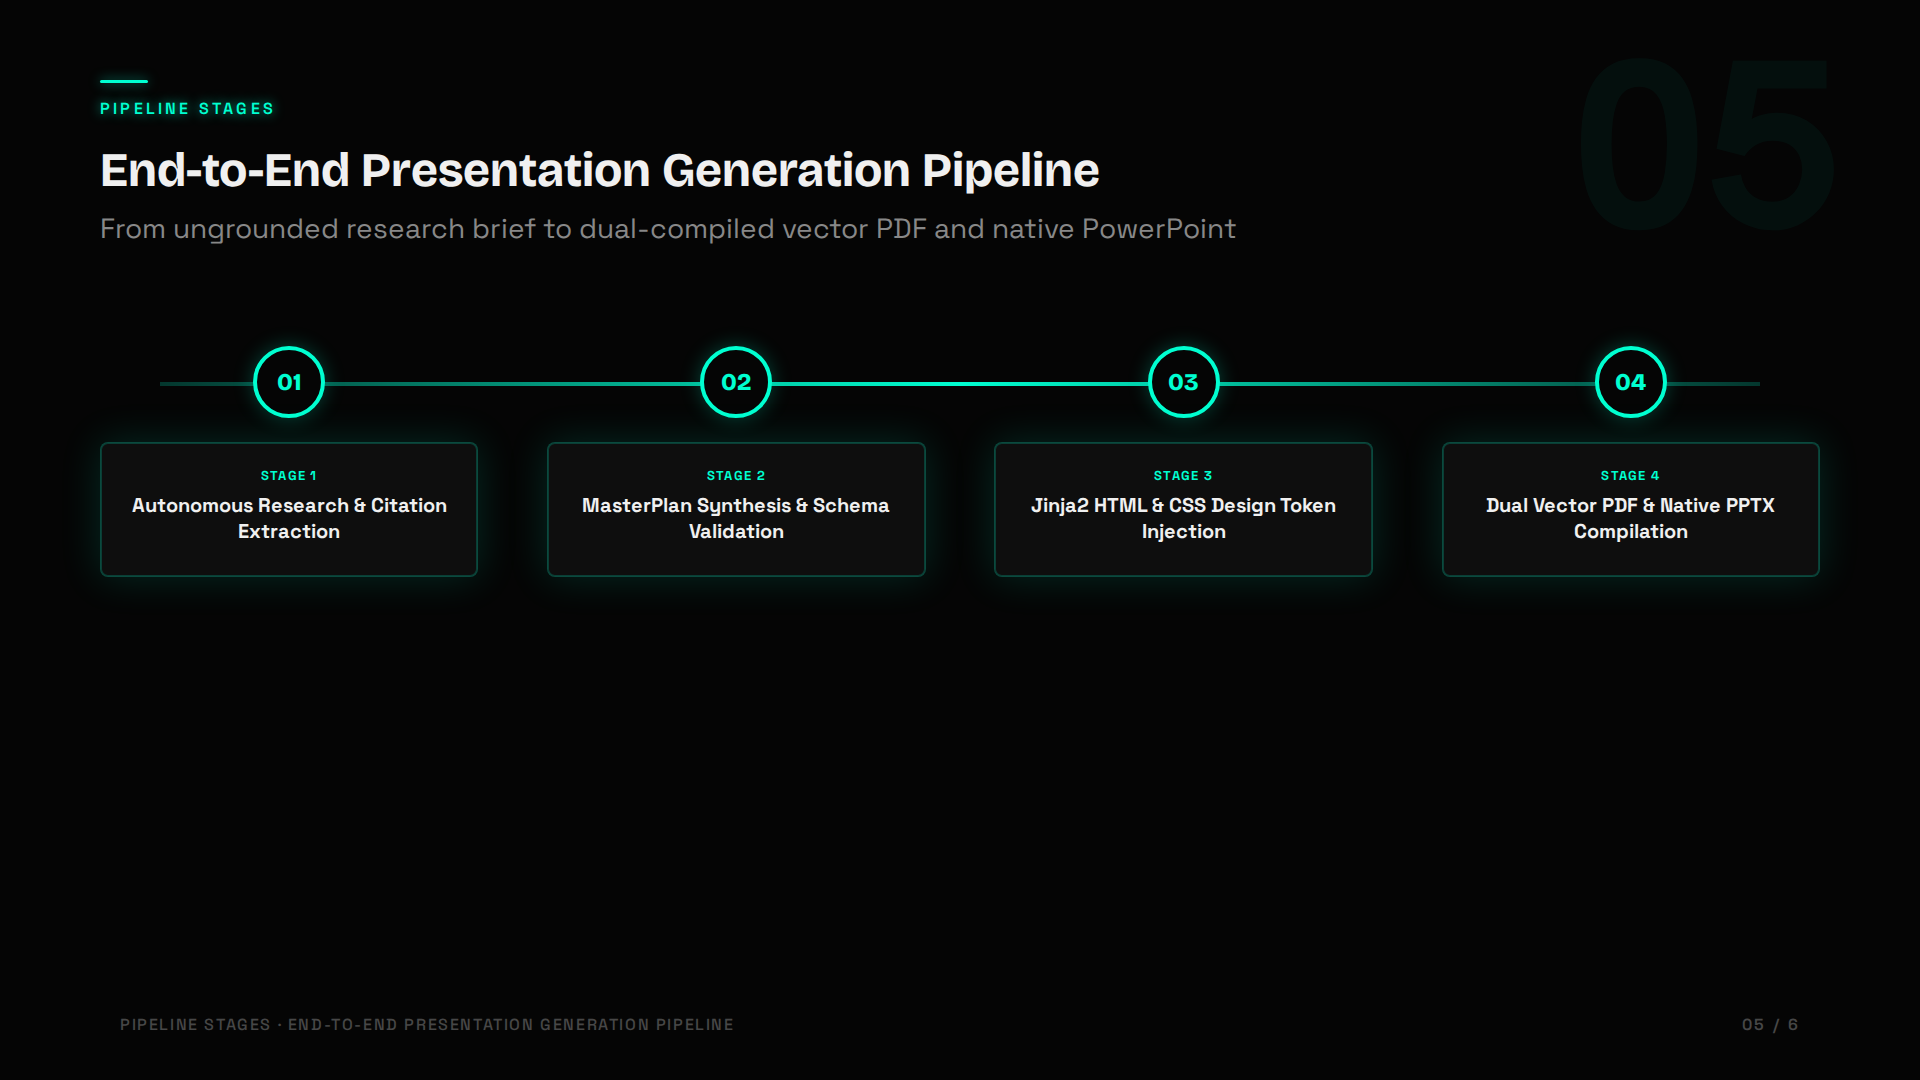 05
PIPELINE STAGES
End-to-End Presentation Generation Pipeline
From ungrounded research brief to dual-compiled vector PDF and native PowerPoint
01
02
03
04
STAGE 1
Autonomous Research & Citation
Extraction
STAGE 2
MasterPlan Synthesis & Schema
Validation
STAGE 3
Jinja2 HTML & CSS Design Token
Injection
STAGE 4
Dual Vector PDF & Native PPTX
Compilation
PIPELINE STAGES · END-TO-END PRESENTATION GENERATION PIPELINE
05 / 6